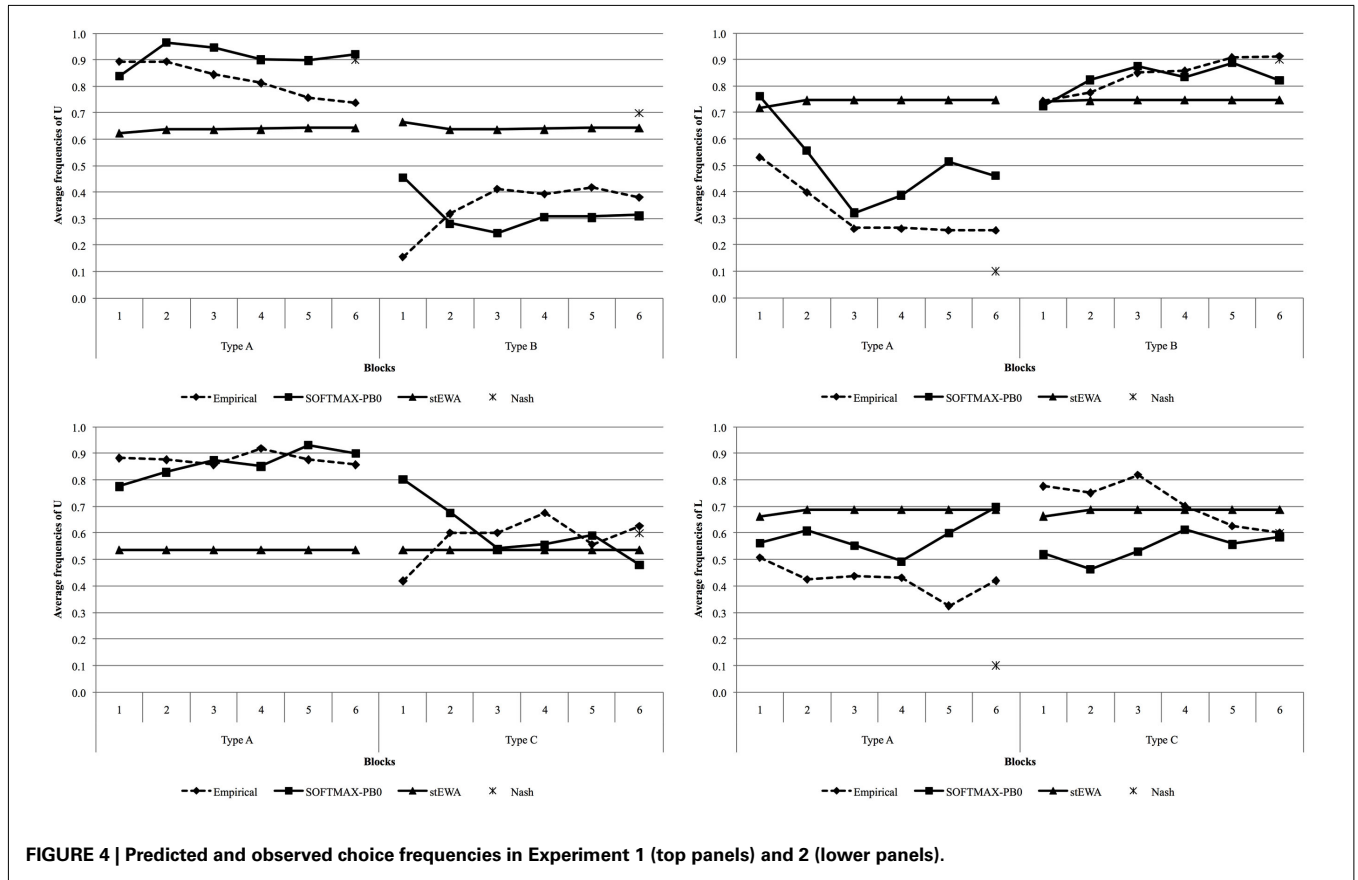 1.0
0.9
0.8
0.7
0.6
0.5
0.4
0.3
0.2
0.1
0.0
Average frequencies of U
1 2 3 4 5 6 1 2 3 4 5 6
Type A Type B
Blocks
Empirical SOFTMAX-PB0 stEWA Nash
1.0
0.9
0.8
0.7
0.6
0.5
0.4
0.3
0.2
0.1
0.0
Average frequencies of L
1 2 3 4 5 6 1 2 3 4 5 6
Type A Type B
Blocks
Empirical SOFTMAX-PB0 stEWA Nash
1.0
0.9
0.8
0.7
0.6
0.5
0.4
0.3
0.2
0.1
0.0
Average frequencies of U
1 2 3 4 5 6 1 2 3 4 5 6
Type A Type C
Blocks
Empirical SOFTMAX-PB0 stEWA Nash
1.0
0.9
0.8
0.7
0.6
0.5
0.4
0.3
0.2
0.1
0.0
Average frequencies of L
1 2 3 4 5 6 1 2 3 4 5 6
Type A Type C
Blocks
Empirical SOFTMAX-PB0 stEWA Nash
FIGURE 4 | Predicted and observed choice frequencies in Experiment 1 (top panels) and 2 (lower panels).